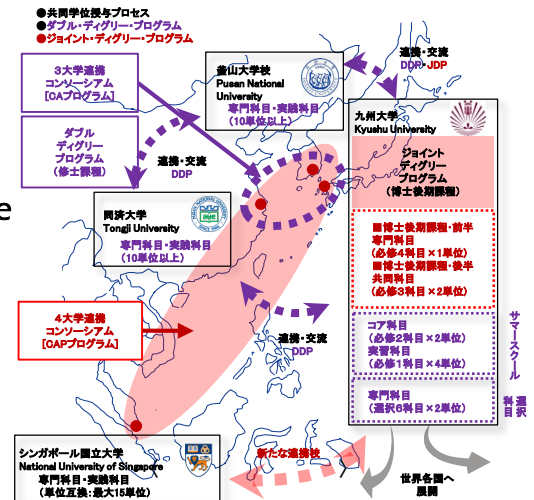 ●共同学位授与プロセス
●ダブル・ディグリー・プログラム
●ジョイント・ディグリー・プログラム
3大学連携
コンソーシアム
[CAプログラム]
ダブル
ディグリー
プログラム
(修士課程)
釜山大学校
Pusan National
University
専門科目・実践科目
(10単位以上)
連携・交流
DDP・JDP
九州大学
Kyushu University
ジョイント
ディグリー
プログラム
(博士後期課程)
連携・交流
DDP
e
同済大学
Tongji University
専門科目・実践科目
(10単位以上)
■博士後期課程・前半
専門科目
(必修4科目×1単位)
■博士後期課程・後半
共同科目
(必修3科目×2単位)
4大学連携
コンソーシアム
[CAPプログラム]
連携・交流
DDP
コア科目
(必修2科目×2単位)
実習科目
(必修1科目×4単位)
サマースクール
専門科目
(選択6科目×2単位)
選択
科目
シンガポール国立大学
National University of Singapore
専門科目・実践科目
(単位互換:最大15単位)
新たな連携校
世界各国へ
展開